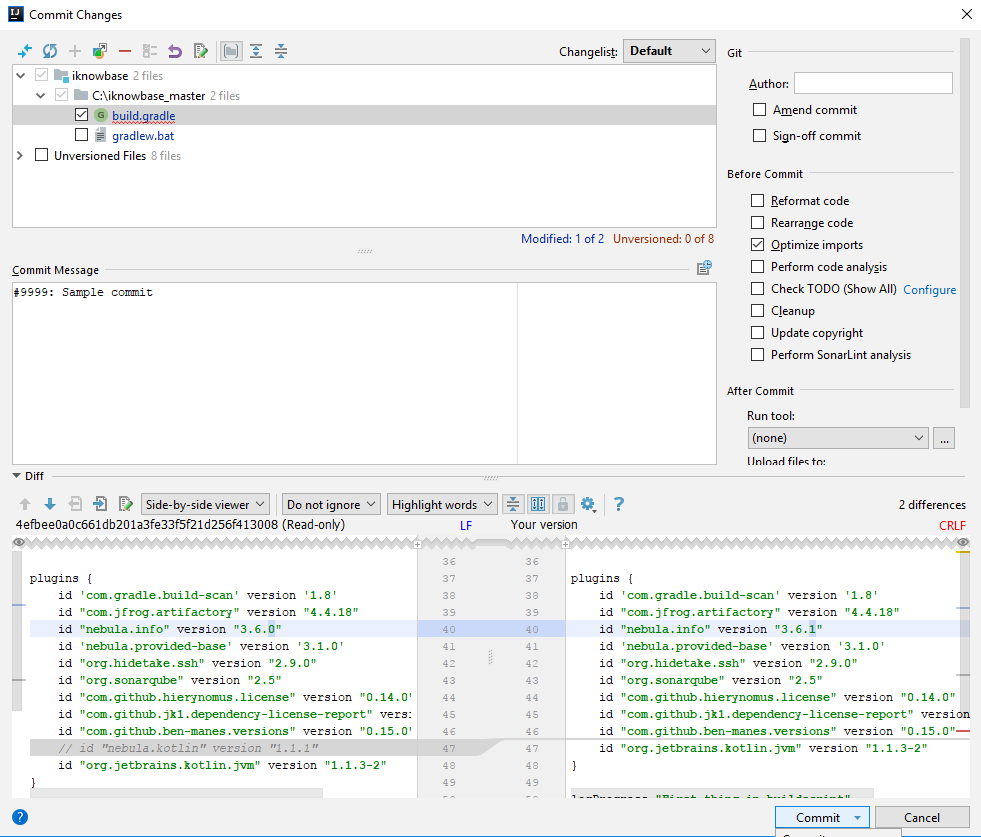 Commit Changes
Changelist: Default
iknowbase 2 files
C:\iknowbase_master 2 files
build.gradle
gradlew.bat
Unversioned Files 8 files
Modified: 1 of 2 Unversioned: 0 of 8
Commit Message
#9999: Sample commit
Git
Author:
Amend commit
Sign-off commit
Before Commit
Reformat code
Rearrange code
Optimize imports
Perform code analysis
Check TODO (Show All) Configure
Cleanup
Update copyright
Perform SonarLint analysis
After Commit
Run tool:
(none) ...
Upload files to:
Diff
Side-by-side viewer Do not ignore Highlight words ? 2 differences
4efbee0a0c661db201a3fe33f5f21d256f413008 (Read-only) LF Your version CRLF
36 36
plugins { 37 37 plugins {
id 'com.gradle.build-scan' version '1.8' 38 38 id 'com.gradle.build-scan' version '1.8'
id "com.jfrog.artifactory" version "4.4.18" 39 39 id "com.jfrog.artifactory" version "4.4.18"
id "nebula.info" version "3.6.0" 40 40 id "nebula.info" version "3.6.1"
id 'nebula.provided-base' version '3.1.0' 41 41 id 'nebula.provided-base' version '3.1.0'
id "org.hidetake.ssh" version "2.9.0" 42 42 id "org.hidetake.ssh" version "2.9.0"
id "org.sonarqube" version "2.5" 43 43 id "org.sonarqube" version "2.5"
id "com.github.hierynomus.license" version "0.14.0" 44 44 id "com.github.hierynomus.license" version "0.14.0"
id "com.github.jk1.dependency-license-report" versi 45 45 id "com.github.jk1.dependency-license-report" version
id "com.github.ben-manes.versions" version "0.15.0" 46 46 id "com.github.ben-manes.versions" version "0.15.0"
// id "nebula.kotlin" version "1.1.1" 47 47 id "org.jetbrains.kotlin.jvm" version "1.1.3-2"
id "org.jetbrains.kotlin.jvm" version "1.1.3-2" 48 48 }
} 49 49
Commit Cancel